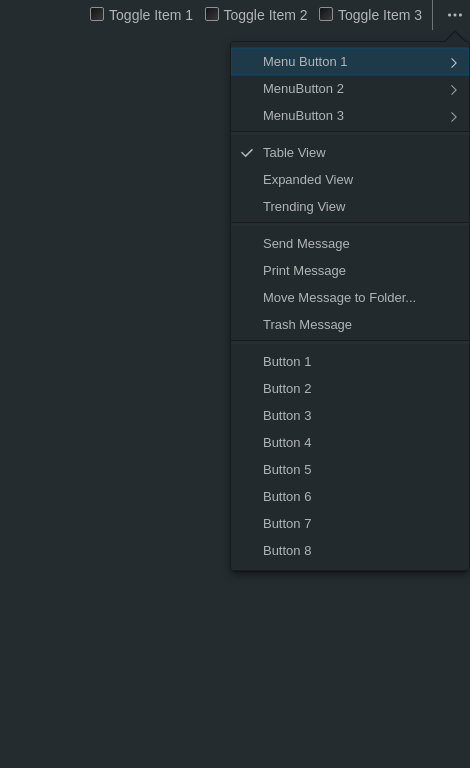 Toggle Item 1 Toggle Item 2 Toggle Item 3
Menu Button 1
MenuButton 2
MenuButton 3
Table View
Expanded View
Trending View
Send Message
Print Message
Move Message to Folder...
Trash Message
Button 1
Button 2
Button 3
Button 4
Button 5
Button 6
Button 7
Button 8